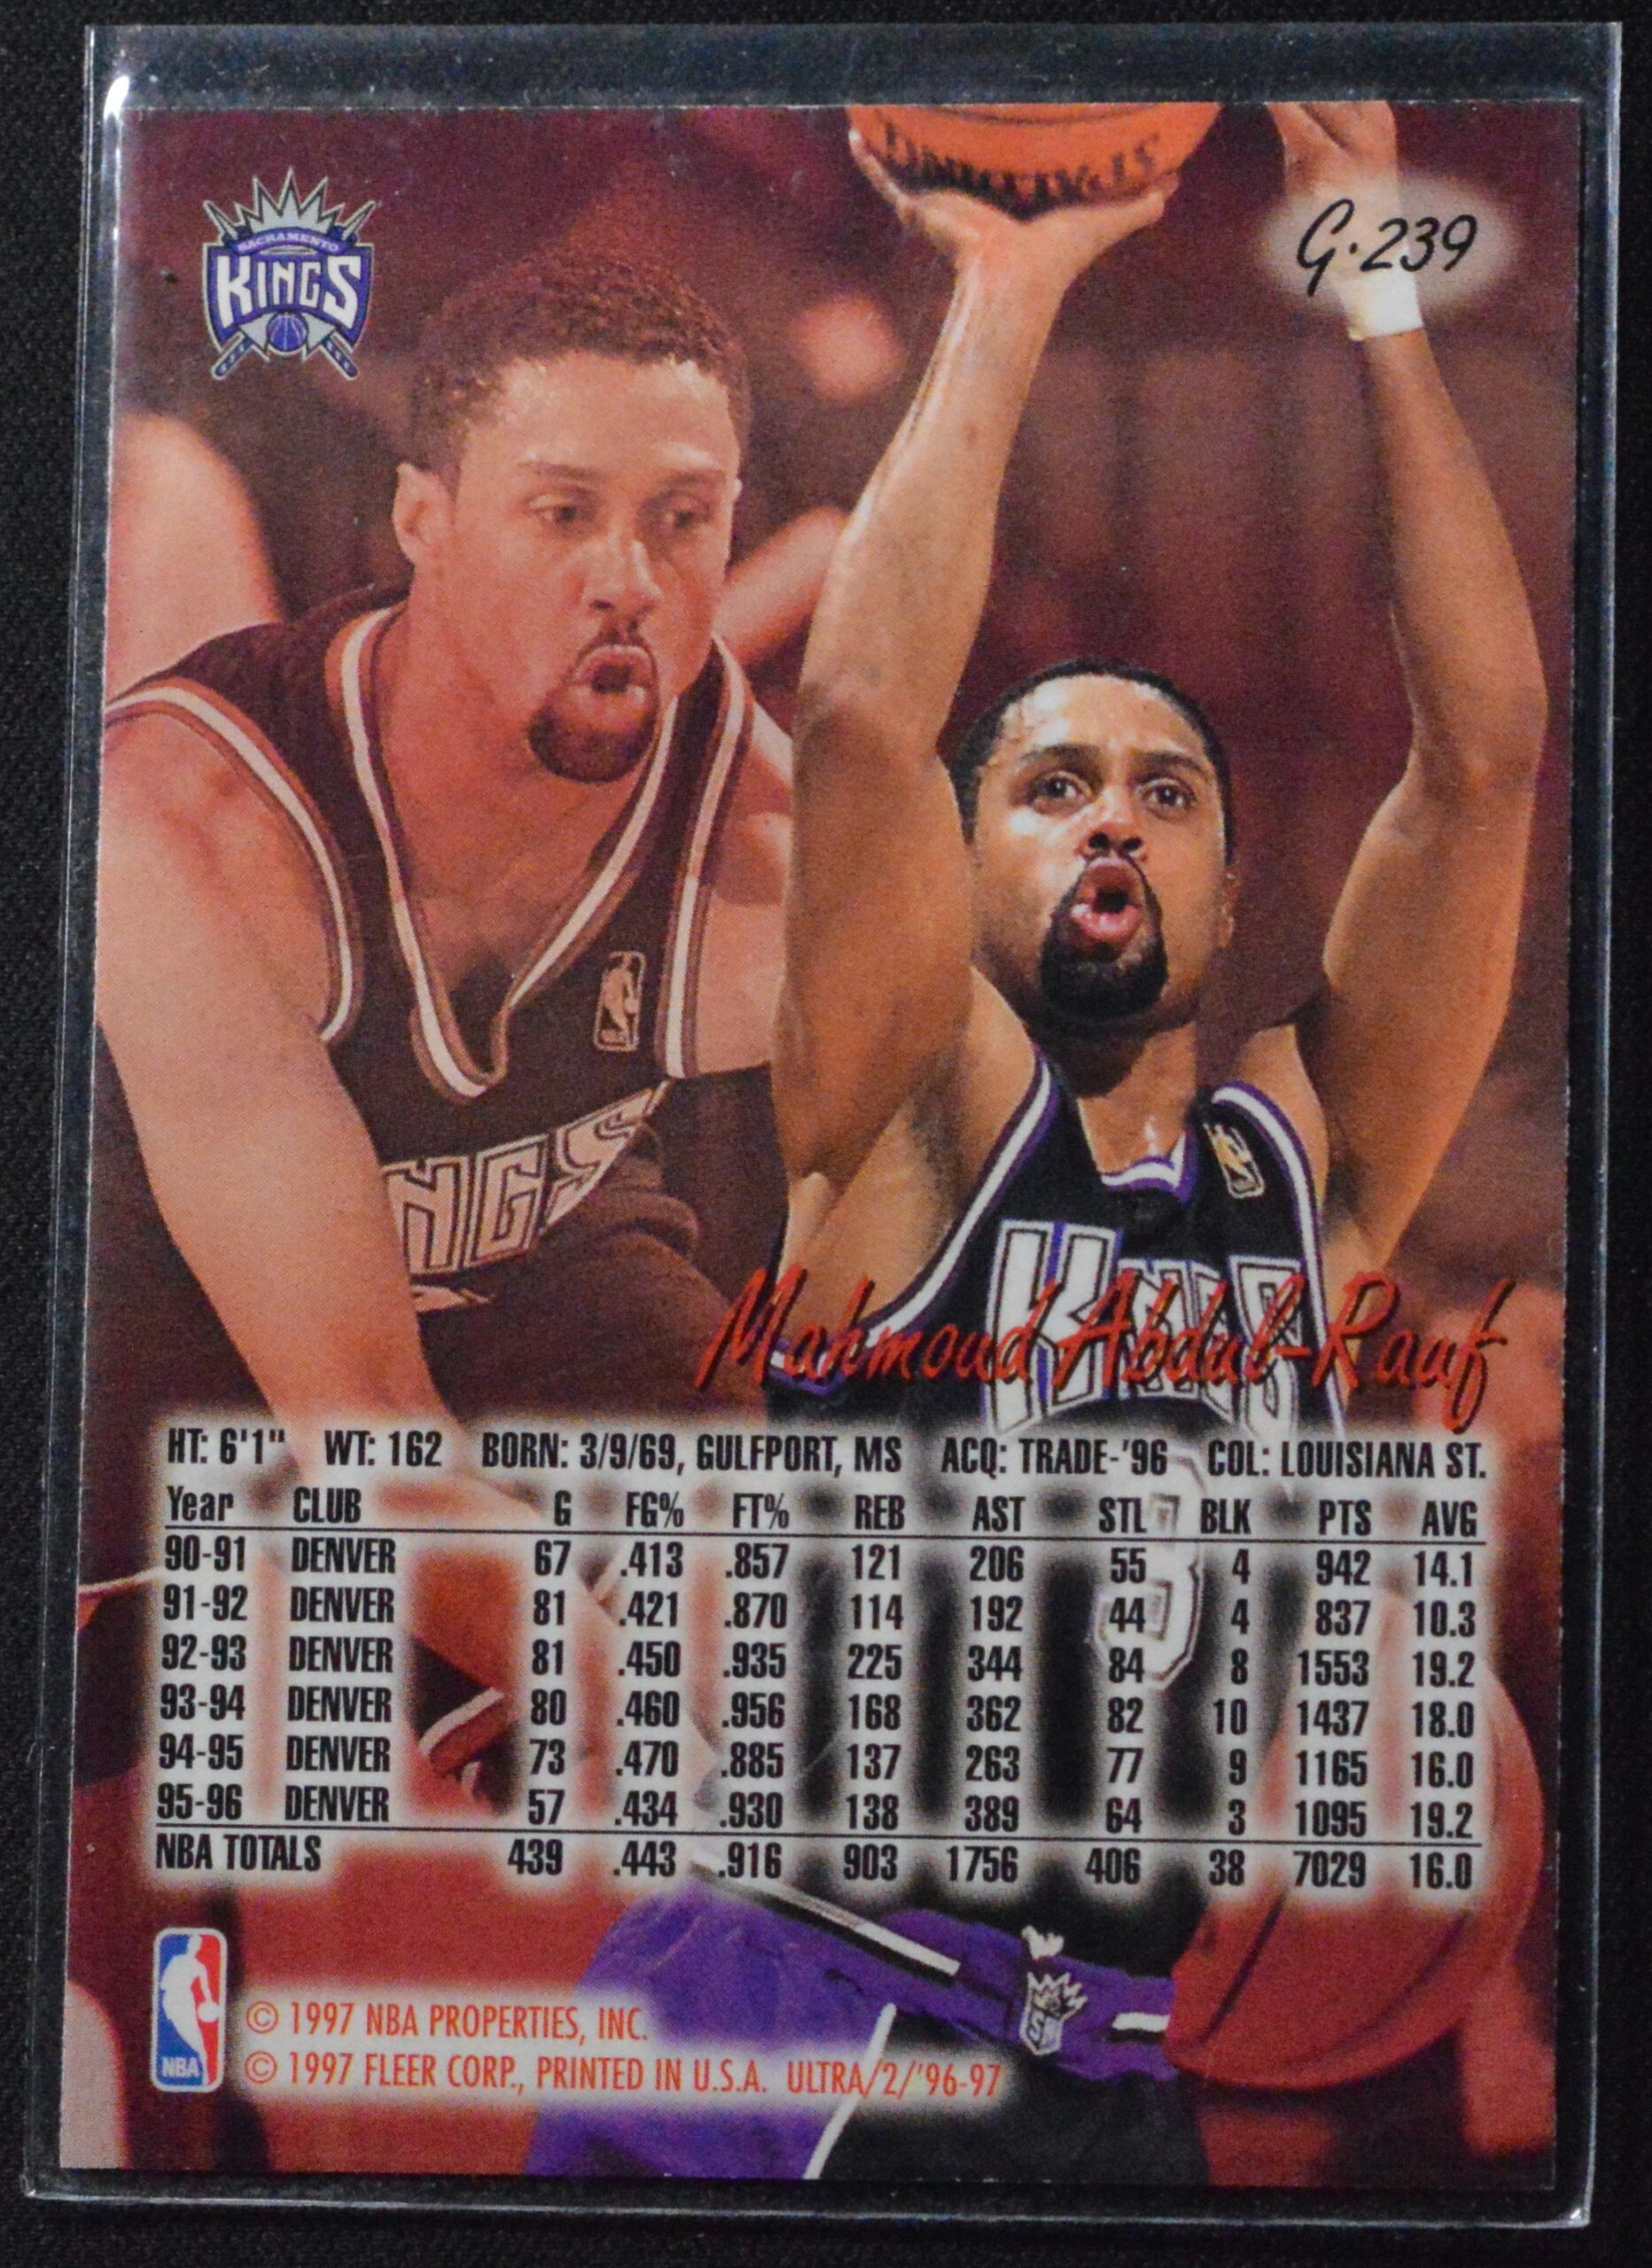 SPALDING
G·239
SACRAMENTO
KINGS
NGS
KINGS
Mahmoud Abdul-Rauf
HT: 6'1" WT: 162 BORN: 3/9/69, GULFPORT, MS ACQ: TRADE-'96 COL: LOUISIANA ST.
Year CLUB G FG% FT% REB AST STL BLK PTS AVG
90-91 DENVER 67 .413 .857 121 206 55 4 942 14.1
91-92 DENVER 81 .421 .870 114 192 44 4 837 10.3
92-93 DENVER 81 .450 .935 225 344 84 8 1553 19.2
93-94 DENVER 80 .460 .956 168 362 82 10 1437 18.0
94-95 DENVER 73 .470 .885 137 263 77 9 1165 16.0
95-96 DENVER 57 .434 .930 138 389 64 3 1095 19.2
NBA TOTALS 439 .443 .916 903 1756 406 38 7029 16.0
NBA
© 1997 NBA PROPERTIES, INC.
© 1997 FLEER CORP., PRINTED IN U.S.A. ULTRA/2/'96-97